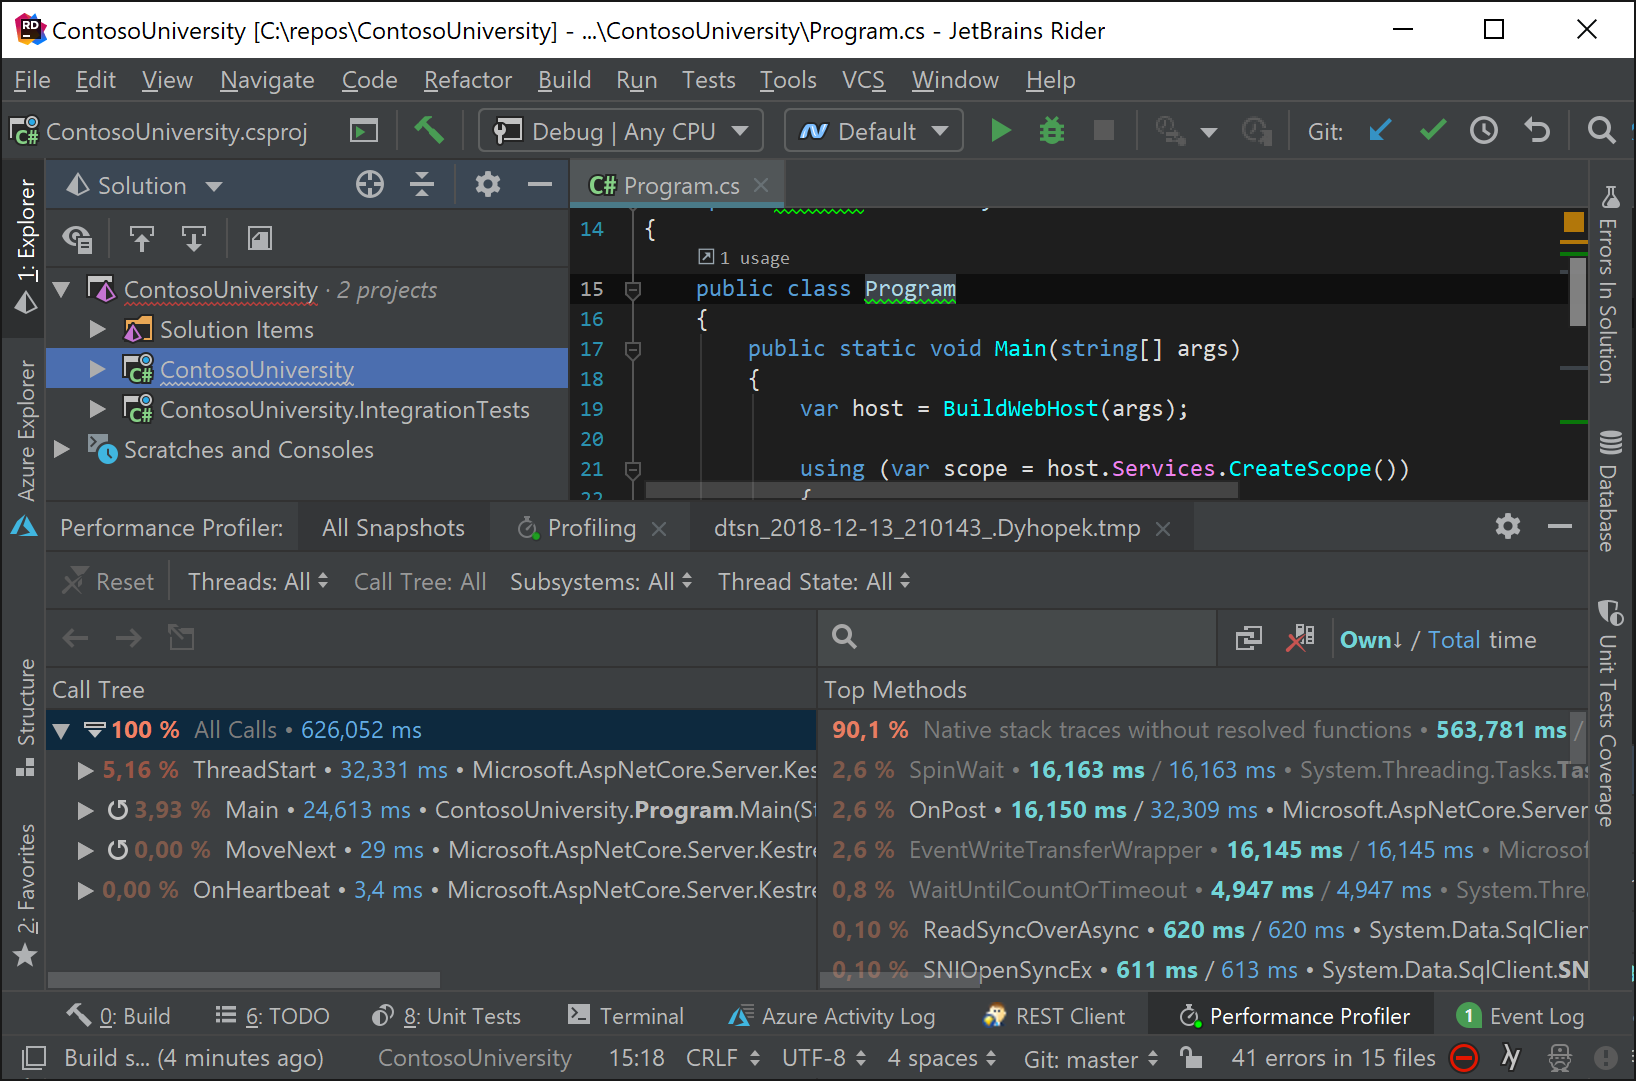 ContosoUniversity [C:\repos\ContosoUniversity] - ...\ContosoUniversity\Program.cs - JetBrains Rider
File Edit View Navigate Code Refactor Build Run Tests Tools VCS Window Help
ContosoUniversity.csproj Debug | Any CPU Default Git:
1: Explorer
Azure Explorer
Structure
2: Favorites
Solution
ContosoUniversity · 2 projects
Solution Items
ContosoUniversity
ContosoUniversity.IntegrationTests
Scratches and Consoles
C# Program.cs
14 {
1 usage
15 public class Program
16 {
17 public static void Main(string[] args)
18 {
19 var host = BuildWebHost(args);
20
21 using (var scope = host.Services.CreateScope())
22 {
Errors In Solution
Database
Unit Tests Coverage
Performance Profiler: All Snapshots Profiling dtsn_2018-12-13_210143_.Dyhopek.tmp
Reset Threads: All Call Tree: All Subsystems: All Thread State: All
Own↓ / Total time
Call Tree
100 % All Calls • 626,052 ms
5,16 % ThreadStart • 32,331 ms • Microsoft.AspNetCore.Server.Kes
3,93 % Main • 24,613 ms • ContosoUniversity.Program.Main(St
0,00 % MoveNext • 29 ms • Microsoft.AspNetCore.Server.Kestre
0,00 % OnHeartbeat • 3,4 ms • Microsoft.AspNetCore.Server.Kestre
Top Methods
90,1 % Native stack traces without resolved functions • 563,781 ms /
2,6 % SpinWait • 16,163 ms / 16,163 ms • System.Threading.Tasks.Tas
2,6 % OnPost • 16,150 ms / 32,309 ms • Microsoft.AspNetCore.Server
2,6 % EventWriteTransferWrapper • 16,145 ms / 16,145 ms • Microsof
0,8 % WaitUntilCountOrTimeout • 4,947 ms / 4,947 ms • System.Thre
0,10 % ReadSyncOverAsync • 620 ms / 620 ms • System.Data.SqlClien
0,10 % SNIOpenSyncEx • 611 ms / 613 ms • System.Data.SqlClient.SN
0: Build 6: TODO 8: Unit Tests Terminal Azure Activity Log REST Client Performance Profiler 1 Event Log
Build s... (4 minutes ago) ContosoUniversity 15:18 CRLF UTF-8 4 spaces Git: master 41 errors in 15 files